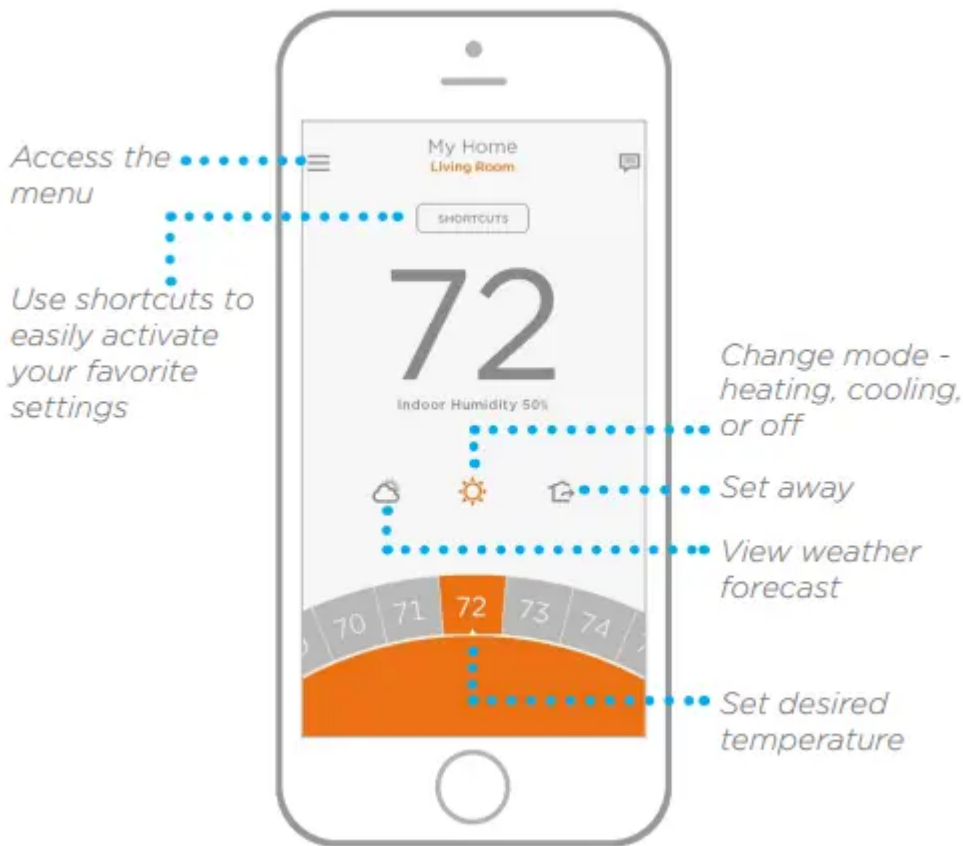 My Home
Living Room
SHORTCUTS
72
Indoor Humidity 50%
70 71 72 73 74
Access the
menu
Use shortcuts to
easily activate
your favorite
settings
Change mode -
heating, cooling,
or off
Set away
View weather
forecast
Set desired
temperature